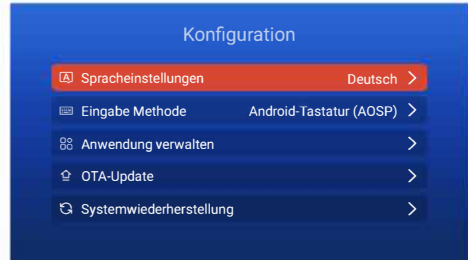 Konfiguration
Spracheinstellungen Deutsch
Eingabe Methode Android-Tastatur (AOSP)
Anwendung verwalten
OTA-Update
Systemwiederherstellung